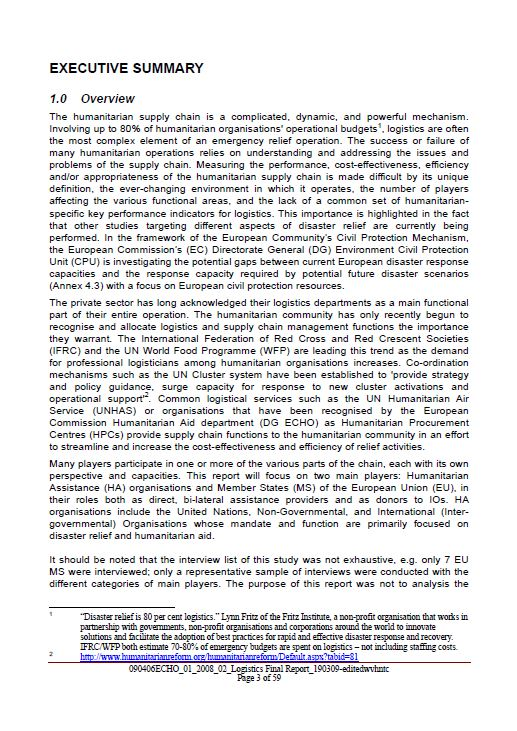 EXECUTIVE SUMMARY
1.0 Overview
The humanitarian supply chain is a complicated, dynamic, and powerful mechanism.
Involving up to 80% of humanitarian organisations' operational budgets1, logistics are often
the most complex element of an emergency relief operation. The success or failure of
many humanitarian operations relies on understanding and addressing the issues and
problems of the supply chain. Measuring the performance, cost-effectiveness, efficiency
and/or appropriateness of the humanitarian supply chain is made difficult by its unique
definition, the ever-changing environment in which it operates, the number of players
affecting the various functional areas, and the lack of a common set of humanitarian-
specific key performance indicators for logistics. This importance is highlighted in the fact
that other studies targeting different aspects of disaster relief are currently being
performed. In the framework of the European Community's Civil Protection Mechanism,
the European Commission's (EC) Directorate General (DG) Environment Civil Protection
Unit (CPU) is investigating the potential gaps between current European disaster response
capacities and the response capacity required by potential future disaster scenarios
(Annex 4.3) with a focus on European civil protection resources.
The private sector has long acknowledged their logistics departments as a main functional
part of their entire operation. The humanitarian community has only recently begun to
recognise and allocate logistics and supply chain management functions the importance
they warrant. The International Federation of Red Cross and Red Crescent Societies
(IFRC) and the UN World Food Programme (WFP) are leading this trend as the demand
for professional logisticians among humanitarian organisations increases. Co-ordination
mechanisms such as the UN Cluster system have been established to 'provide strategy
and policy guidance, surge capacity for response to new cluster activations and
operational support'2. Common logistical services such as the UN Humanitarian Air
Service (UNHAS) or organisations that have been recognised by the European
Commission Humanitarian Aid department (DG ECHO) as Humanitarian Procurement
Centres (HPCs) provide supply chain functions to the humanitarian community in an effort
to streamline and increase the cost-effectiveness and efficiency of relief activities.
Many players participate in one or more of the various parts of the chain, each with its own
perspective and capacities. This report will focus on two main players: Humanitarian
Assistance (HA) organisations and Member States (MS) of the European Union (EU), in
their roles both as direct, bi-lateral assistance providers and as donors to IOs. HA
organisations include the United Nations, Non-Governmental, and International (Inter-
governmental) Organisations whose mandate and function are primarily focused on
disaster relief and humanitarian aid.
It should be noted that the interview list of this study was not exhaustive, e.g. only 7 EU
MS were interviewed; only a representative sample of interviews were conducted with the
different categories of main players. The purpose of this report was not to analysis the
1 "Disaster relief is 80 per cent logistics." Lynn Fritz of the Fritz Institute, a non-profit organisation that works in
partnership with governments, non-profit organisations and corporations around the world to innovate
solutions and facilitate the adoption of best practices for rapid and effective disaster response and recovery.
IFRC/WFP both estimate 70-80% of emergency budgets are spent on logistics – not including staffing costs.
2 http://www.humanitarianreform.org/humanitarianreform/Default.aspx?tabid=81
090406ECHO_01_2008_02_Logistics Final Report_190309-editedwvhntc
Page 3 of 59